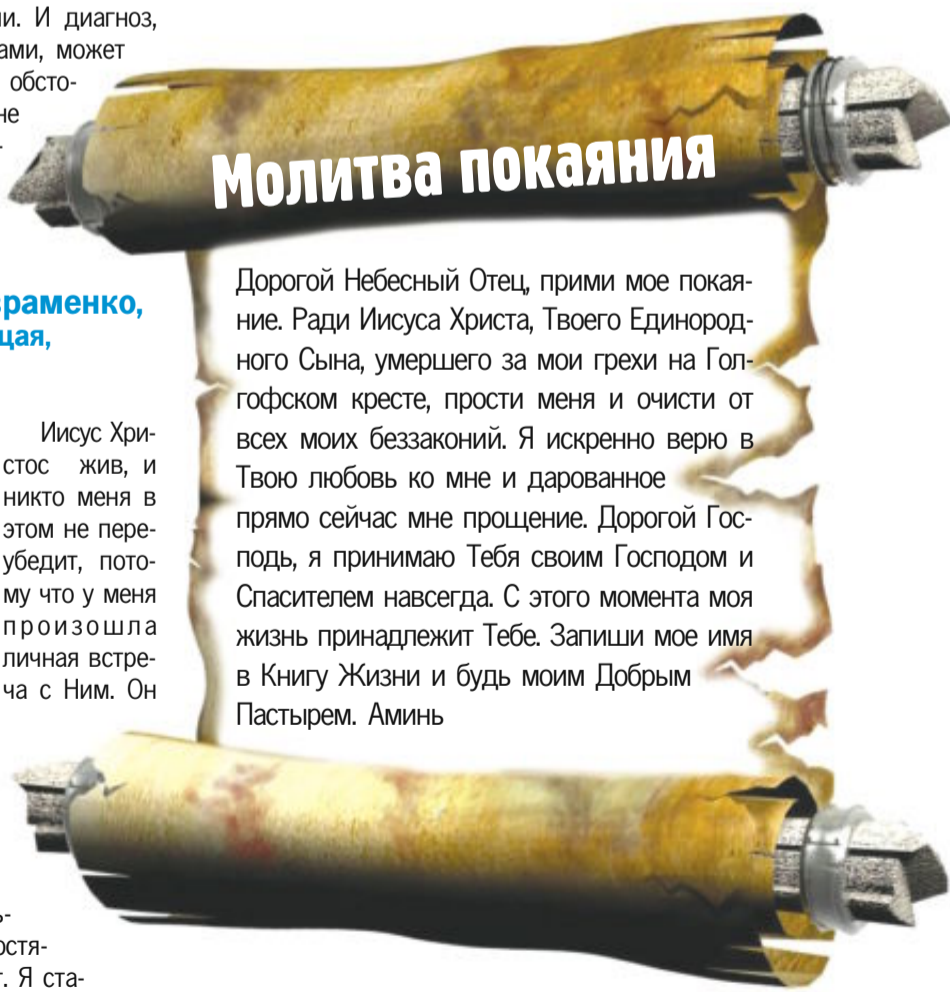 ли. И диагноз,
ами, может
обсто-
не
враменко,
щая,
Иисус Хри-
стос жив, и
никто меня в
этом не пере-
убедит, пото-
му что у меня
произошла
личная встре-
ча с Ним. Он
остя-
т. Я ста-
Молитва покаяния
Дорогой Небесный Отец, прими мое покая-
ние. Ради Иисуса Христа, Твоего Единород-
ного Сына, умершего за мои грехи на Гол-
гофском кресте, прости меня и очисти от
всех моих беззаконий. Я искренно верю в
Твою любовь ко мне и дарованное
прямо сейчас мне прощение. Дорогой Гос-
подь, я принимаю Тебя своим Господом и
Спасителем навсегда. С этого момента моя
жизнь принадлежит Тебе. Запиши мое имя
в Книгу Жизни и будь моим Добрым
Пастырем. Аминь